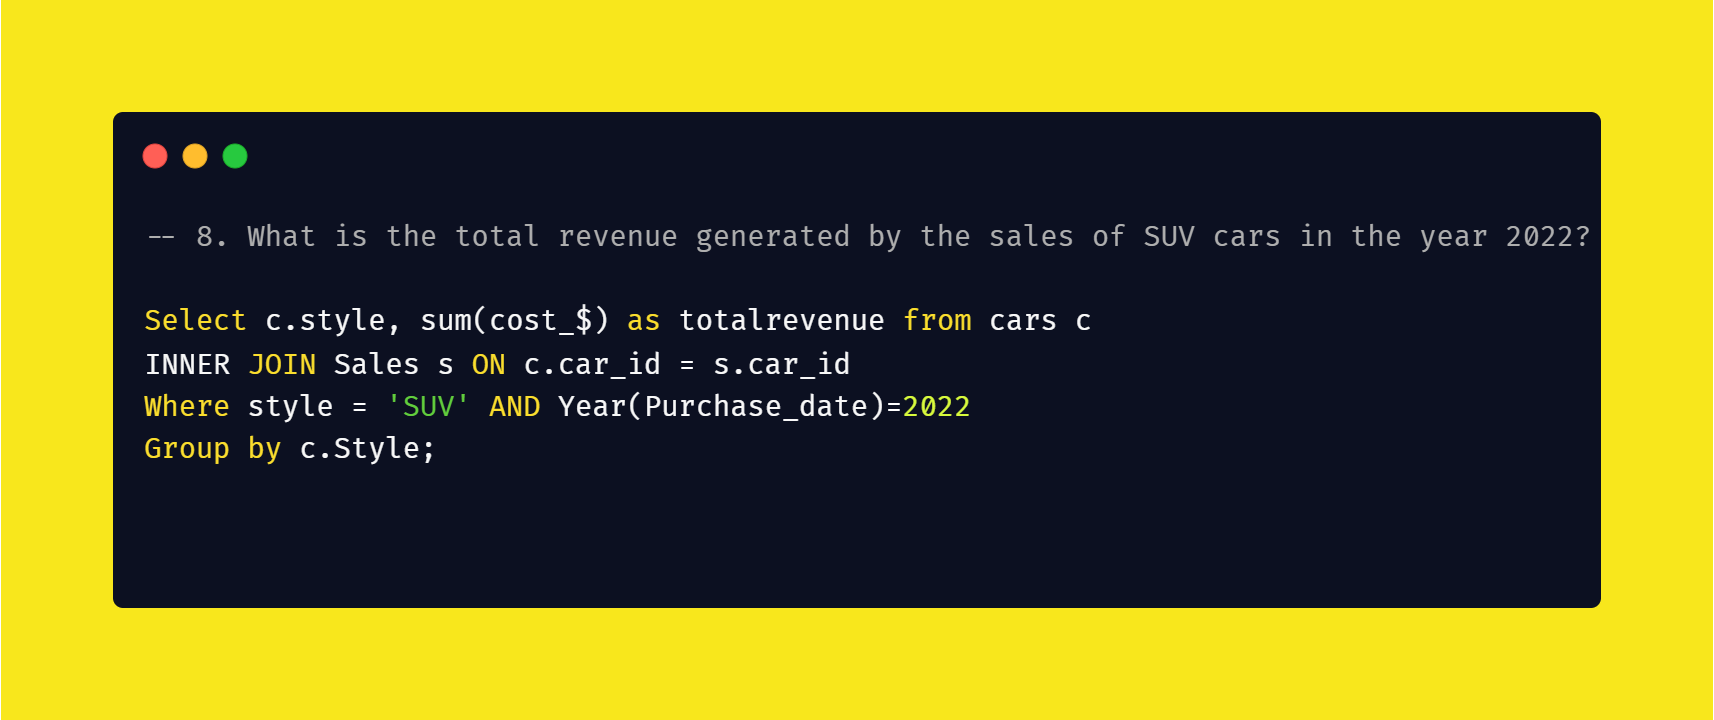 -- 8. What is the total revenue generated by the sales of SUV cars in the year 2022?
Select c.style, sum(cost_$) as totalrevenue from cars c
INNER JOIN Sales s ON c.car_id = s.car_id
Where style = 'SUV' AND Year(Purchase_date)=2022
Group by c.Style;